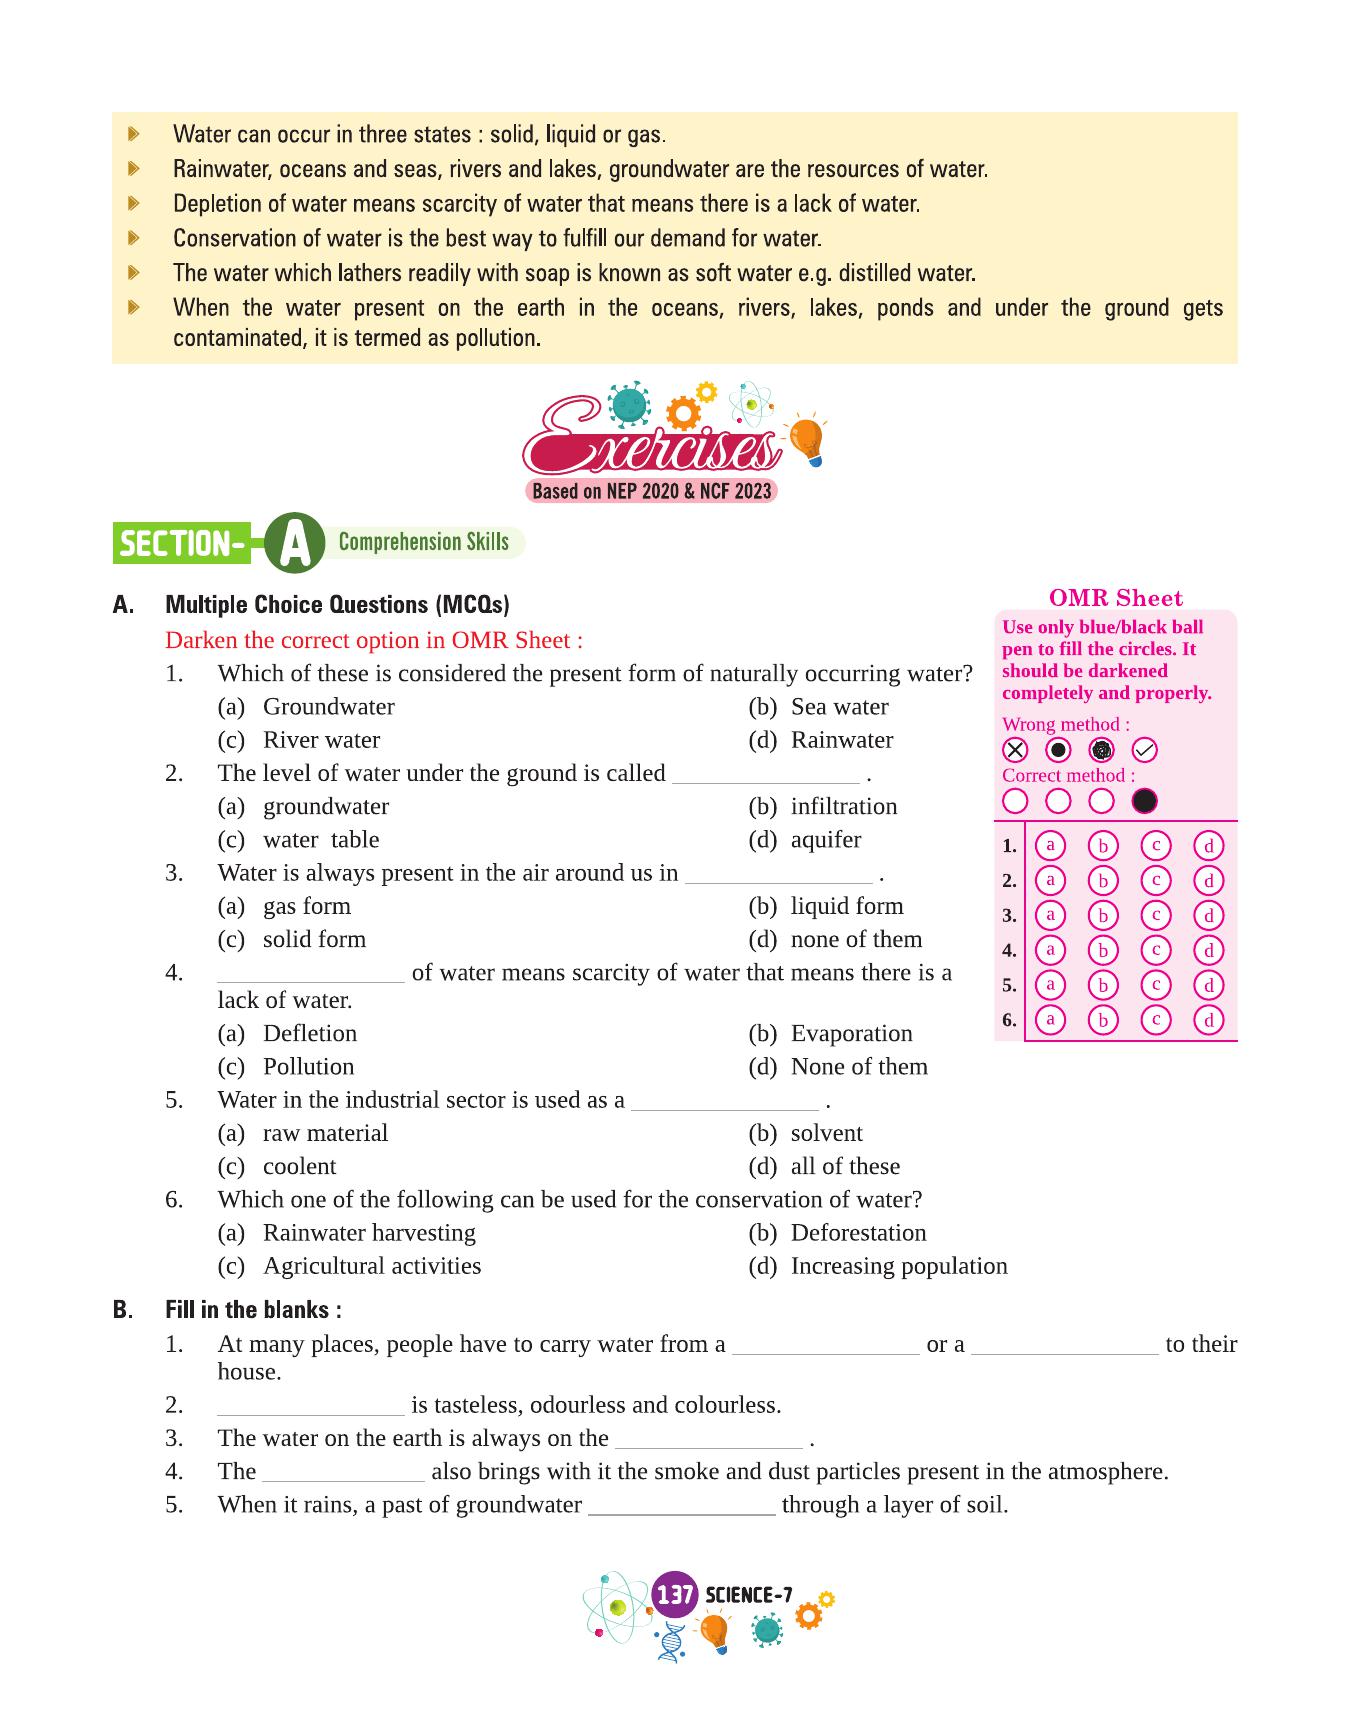 Water can occur in three states : solid, liquid or gas.
Rainwater, oceans and seas, rivers and lakes, groundwater are the resources of water.
Depletion of water means scarcity of water that means there is a lack of water.
Conservation of water is the best way to fulfill our demand for water.
The water which lathers readily with soap is known as soft water e.g. distilled water.
When the water present on the earth in the oceans, rivers, lakes, ponds and under the ground gets
contaminated, it is termed as pollution.
Exercises
Based on NEP 2020 & NCF 2023
SECTION- A Comprehension Skills
A. Multiple Choice Questions (MCQs)
Darken the correct option in OMR Sheet :
1. Which of these is considered the present form of naturally occurring water?
(a) Groundwater (b) Sea water
(c) River water (d) Rainwater
2. The level of water under the ground is called _______________ .
(a) groundwater (b) infiltration
(c) water table (d) aquifer
3. Water is always present in the air around us in _______________ .
(a) gas form (b) liquid form
(c) solid form (d) none of them
4. _______________ of water means scarcity of water that means there is a
lack of water.
(a) Defletion (b) Evaporation
(c) Pollution (d) None of them
5. Water in the industrial sector is used as a _______________ .
(a) raw material (b) solvent
(c) coolent (d) all of these
6. Which one of the following can be used for the conservation of water?
(a) Rainwater harvesting (b) Deforestation
(c) Agricultural activities (d) Increasing population
OMR Sheet
Use only blue/black ball
pen to fill the circles. It
should be darkened
completely and properly.
Wrong method :
Correct method :
1. a b c d
2. a b c d
3. a b c d
4. a b c d
5. a b c d
6. a b c d
B. Fill in the blanks :
1. At many places, people have to carry water from a _______________ or a _______________ to their
house.
2. _______________ is tasteless, odourless and colourless.
3. The water on the earth is always on the _______________ .
4. The _____________ also brings with it the smoke and dust particles present in the atmosphere.
5. When it rains, a past of groundwater _______________ through a layer of soil.
137 SCIENCE-7